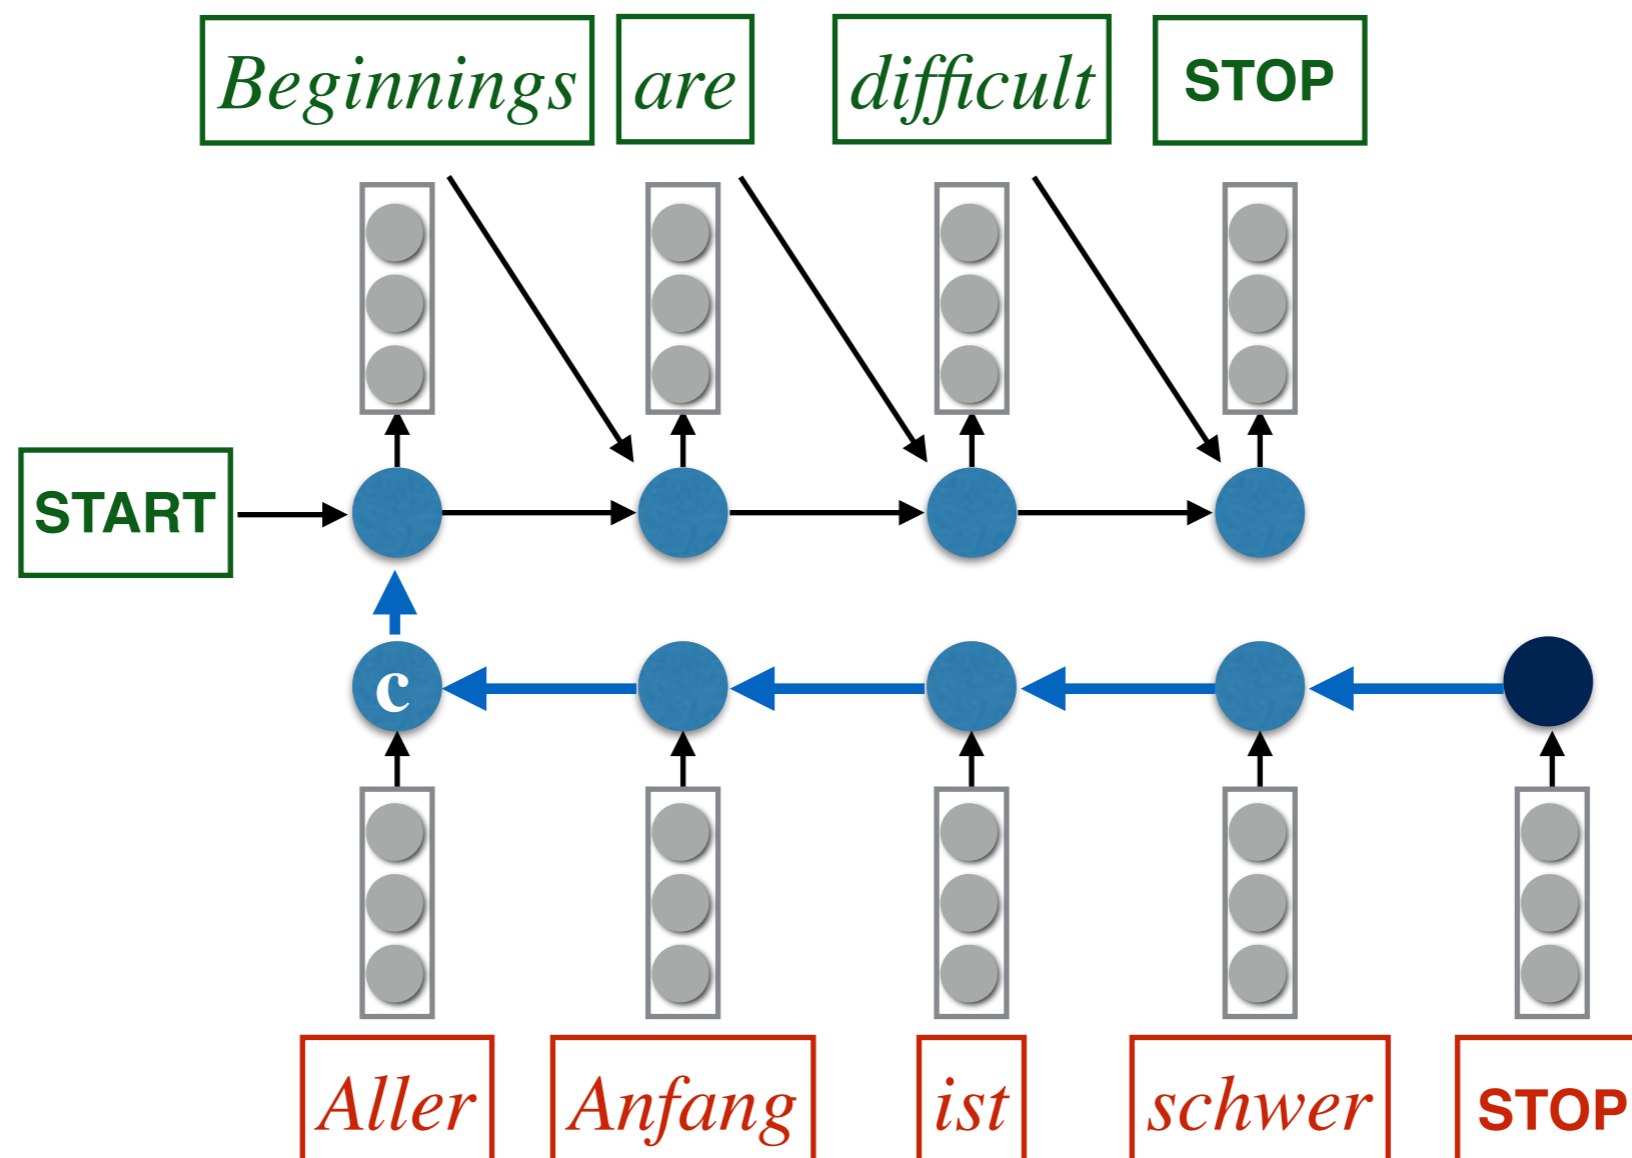 Beginnings are difficult STOP
START
c
Aller Anfang ist schwer STOP